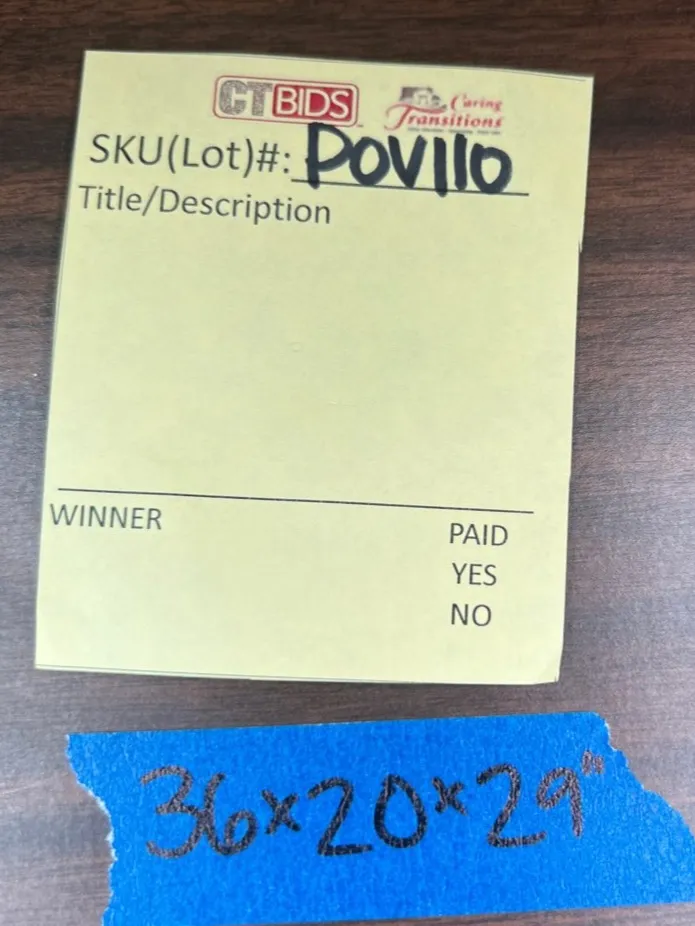 CTBIDS
Caring
Transitions
SKU(Lot)#: POV110
Title/Description
WINNER
PAID
YES
NO
36x20x29"